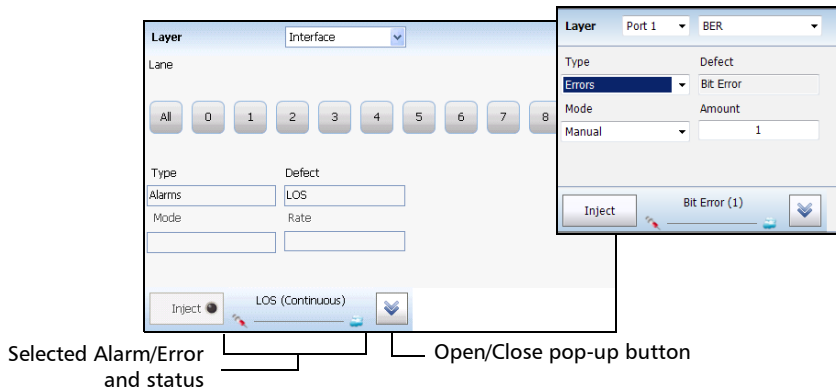 Layer Interface
Lane
All 0 1 2 3 4 5 6 7 8
Type Defect
Alarms LOS
Mode Rate
Inject LOS (Continuous)
Layer Port 1 BER
Type Defect
Errors Bit Error
Mode Amount
Manual 1
Inject Bit Error (1)
Selected Alarm/Error
and status
Open/Close pop-up button